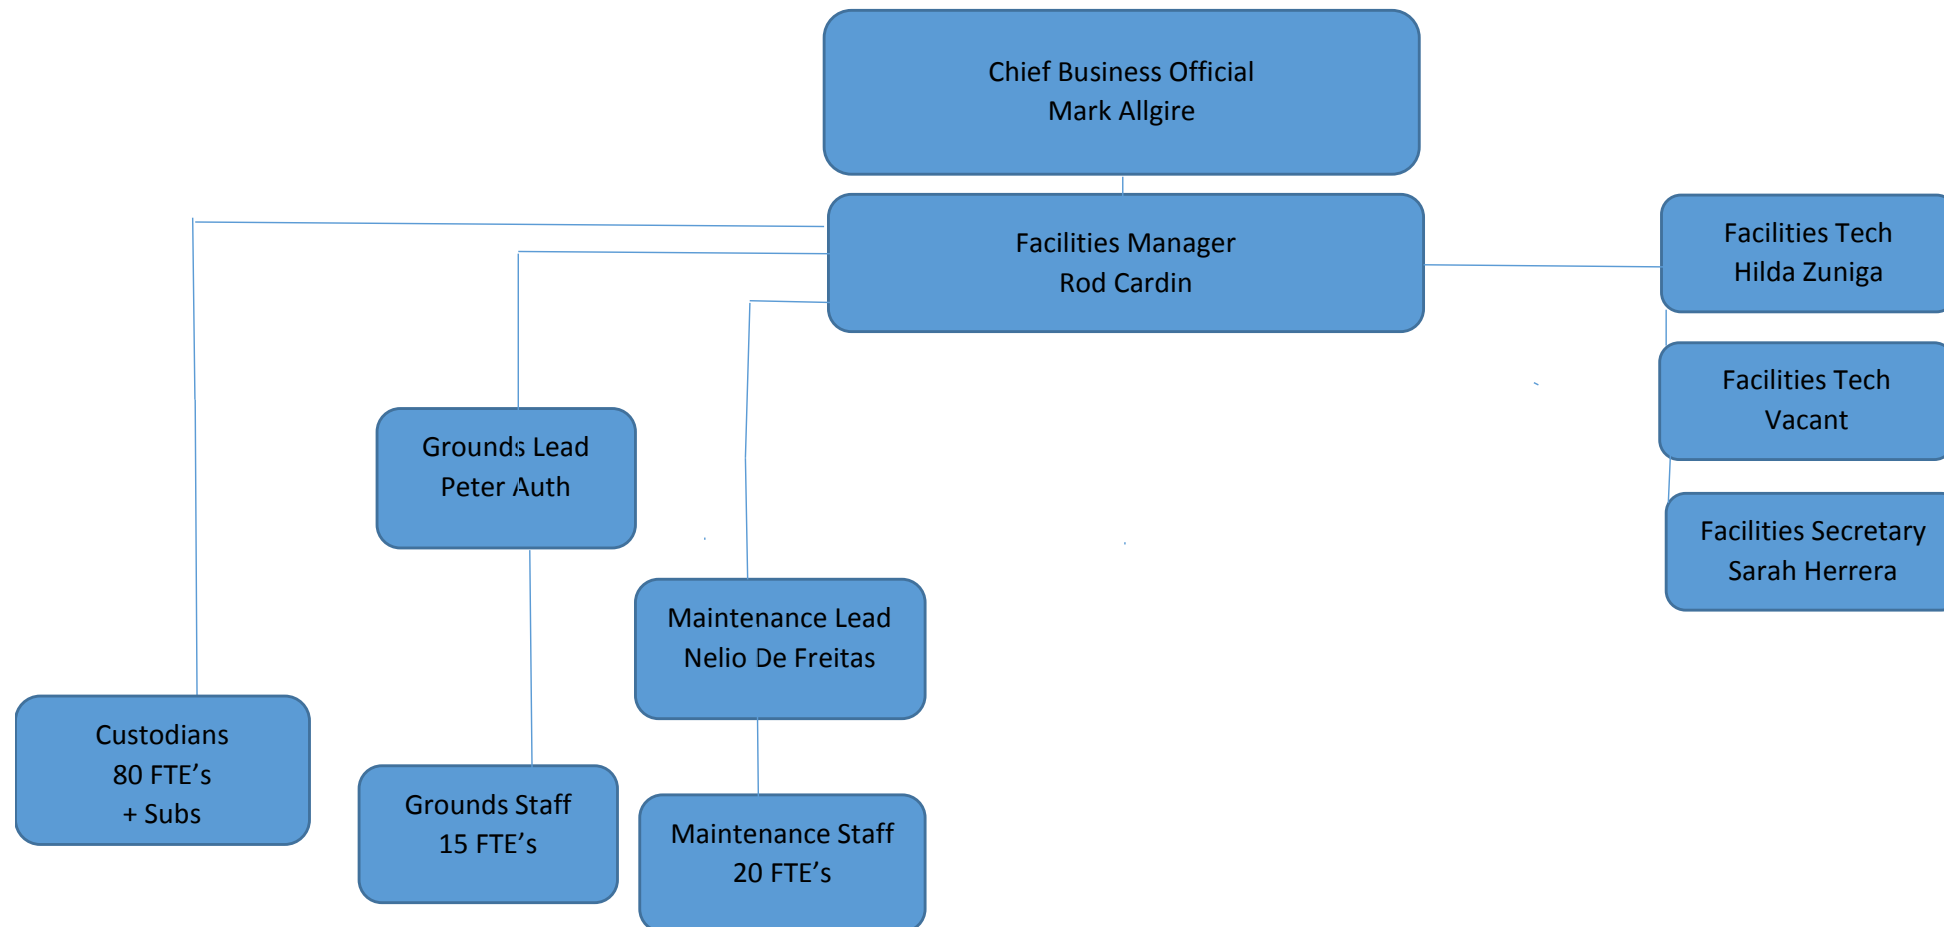 Chief Business Official
Mark Allgire
Facilities Manager
Rod Cardin
Facilities Tech
Hilda Zuniga
Facilities Tech
Vacant
Facilities Secretary
Sarah Herrera
Grounds Lead
Peter Auth
Maintenance Lead
Nelio De Freitas
Custodians
80 FTE’s
+ Subs
Grounds Staff
15 FTE’s
Maintenance Staff
20 FTE’s